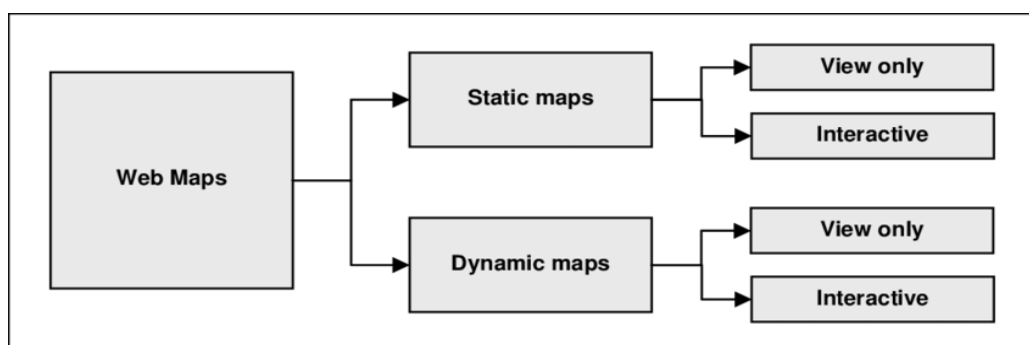 Web Maps
Static maps
View only
Interactive
Dynamic maps
View only
Interactive